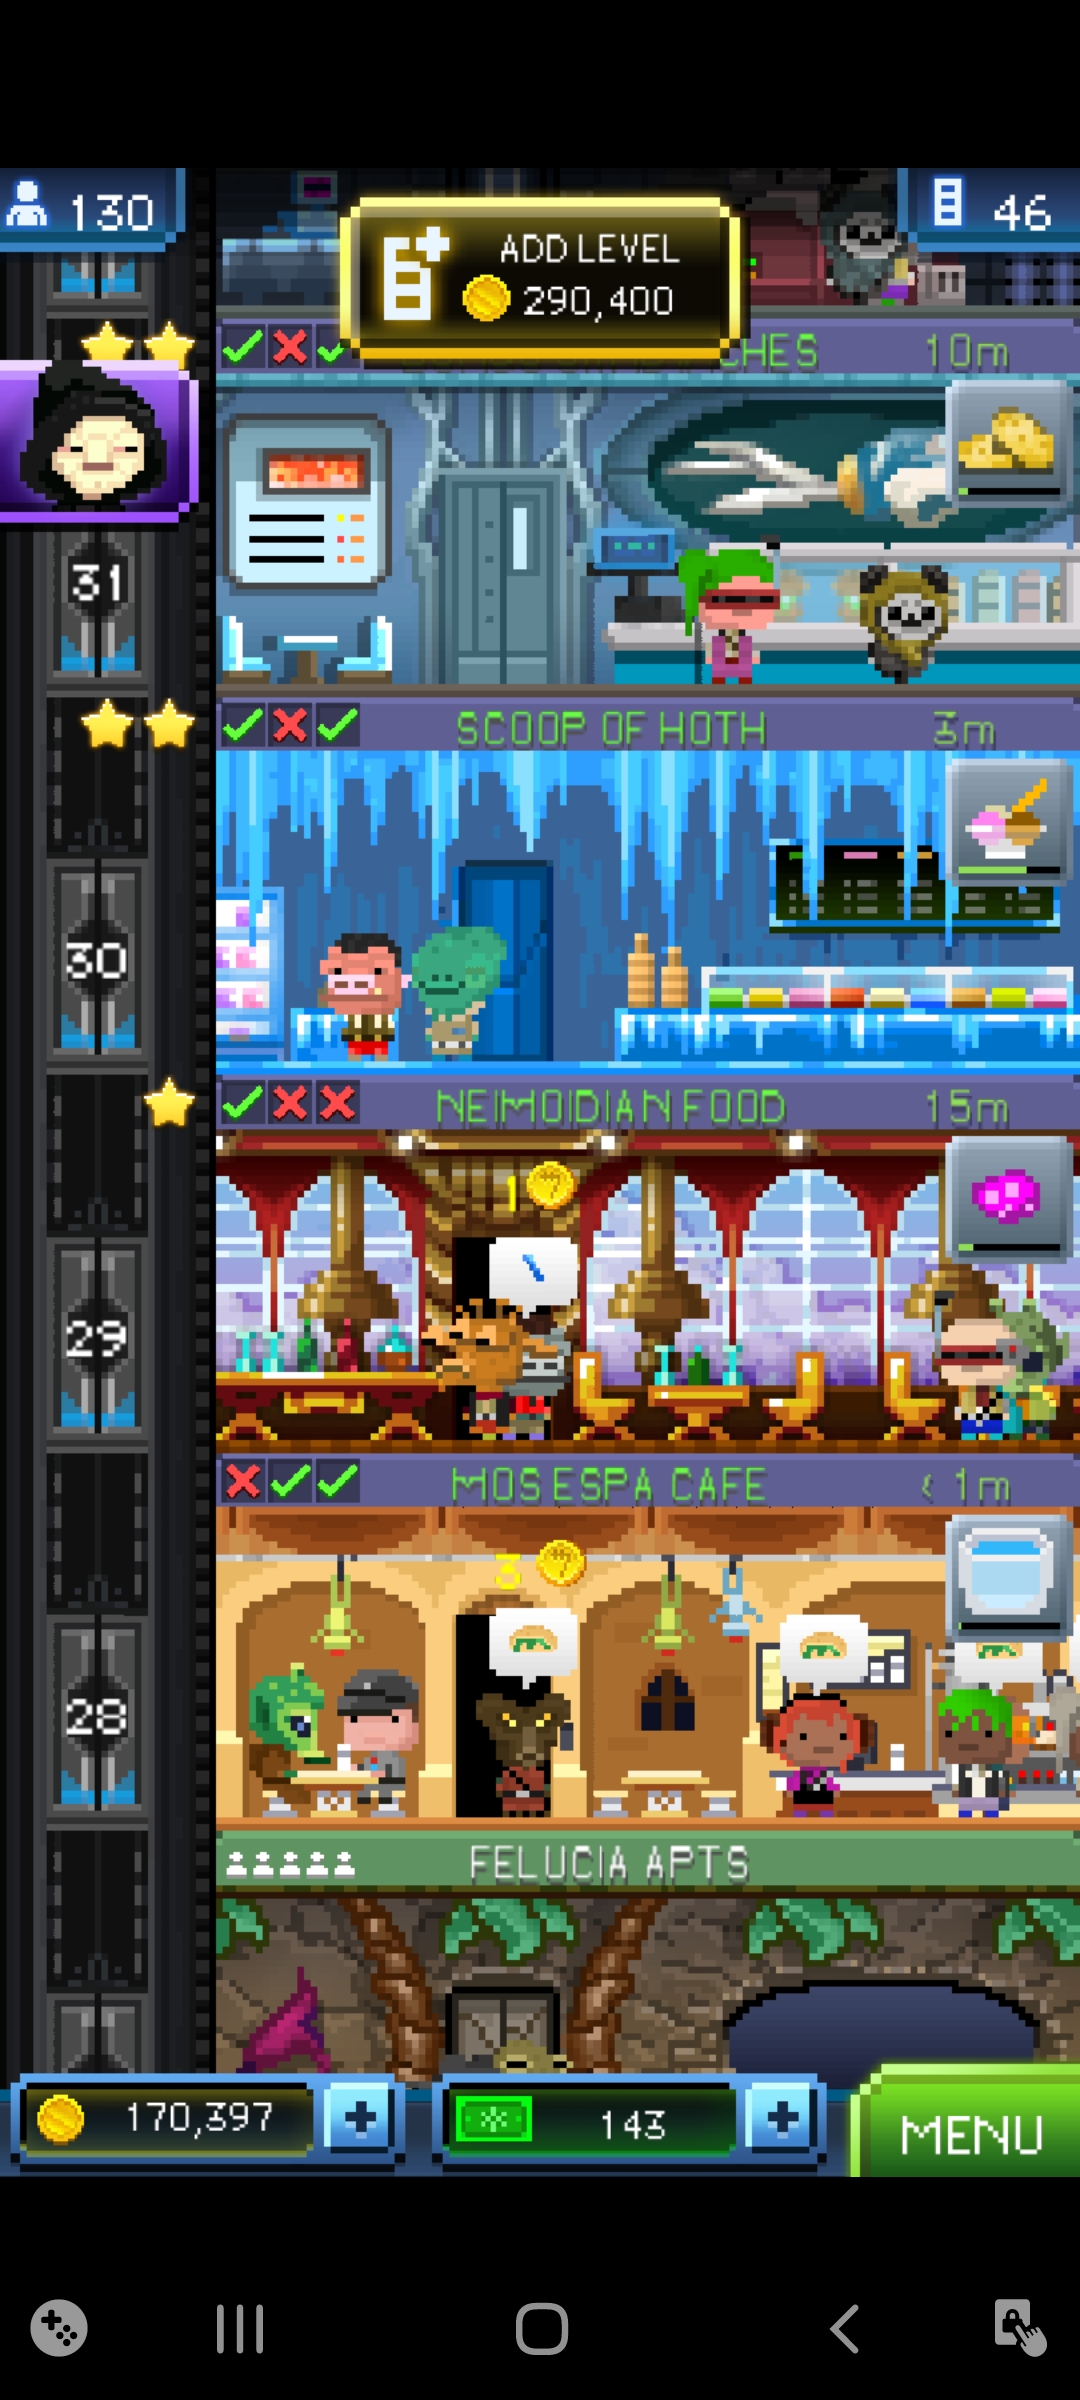 130
46
ADD LEVEL
290,400
CHES 10m
31
SCOOP OF HOTH 3m
30
NEIMOIDIAN FOOD 15m
1
29
MOS ESPA CAFE < 1m
3
28
FELUCIA APTS
170,397
143
MENU